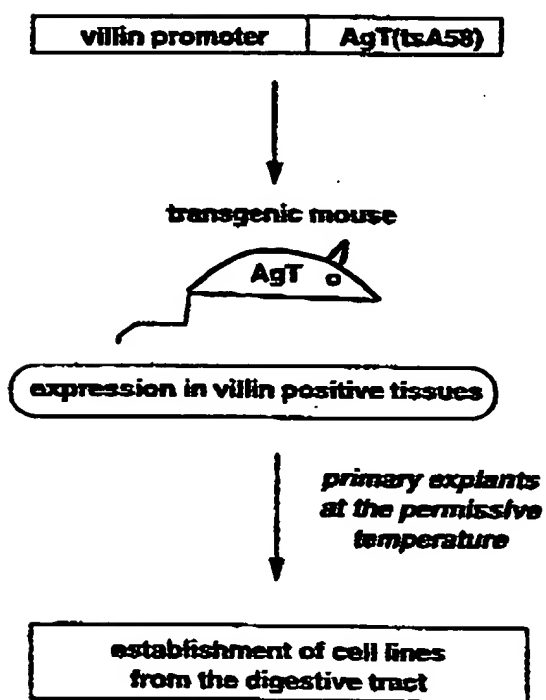 villin promoter AgT(tsA58)
transgenic mouse
AgT
expression in villin positive tissues
primary explants
at the permissive
temperature
establishment of cell lines
from the digestive tract